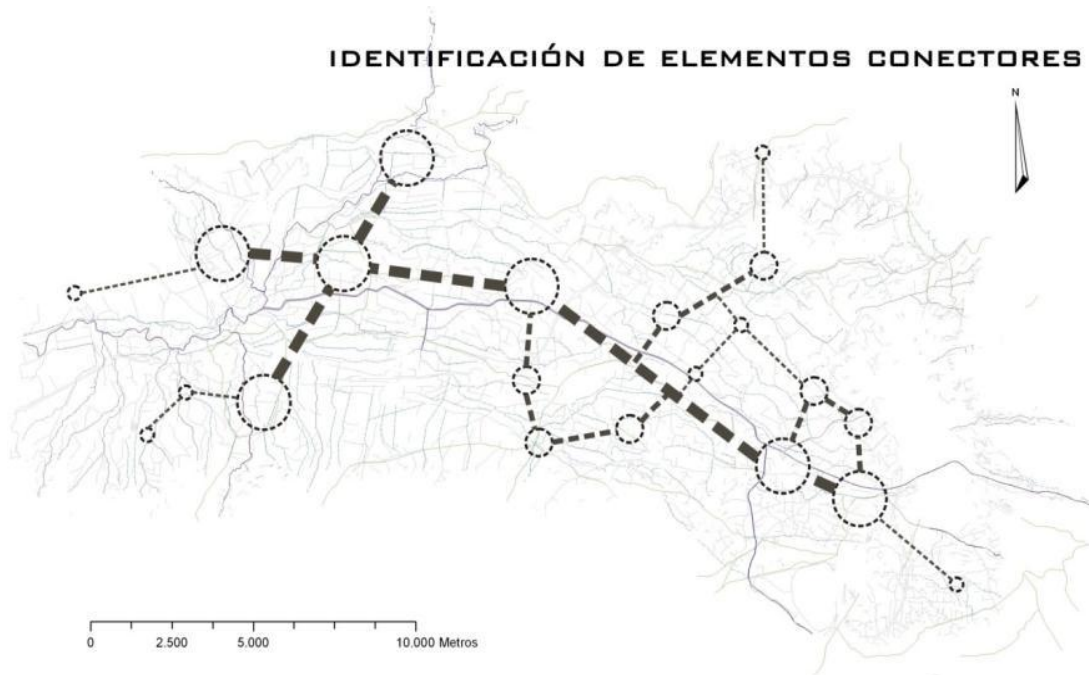 IDENTIFICACIÓN DE ELEMENTOS CONECTORES
N
0 2.500 5.000 10.000 Metros